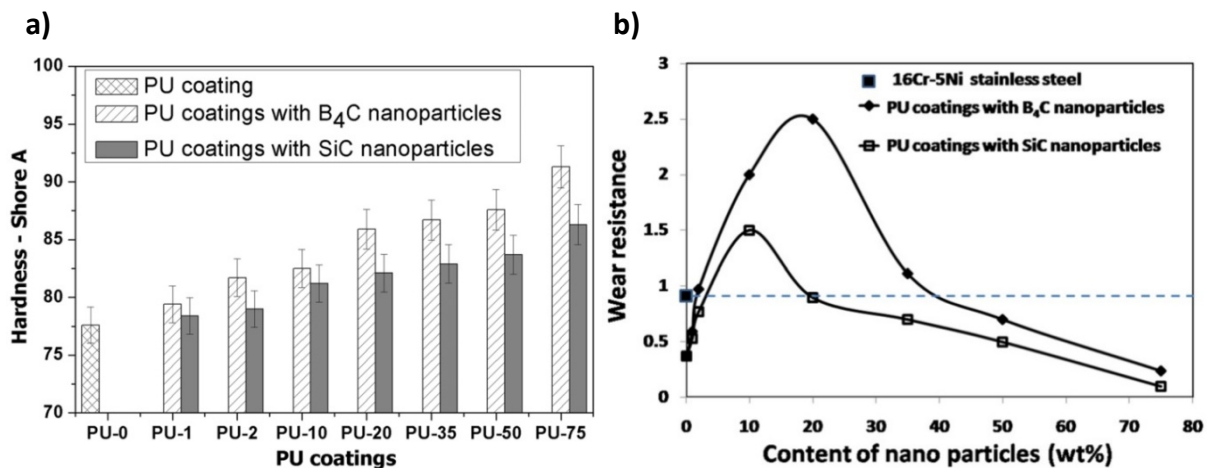 a)
100
95
90
85
80
75
70
Hardness - Shore A
PU coating
PU coatings with B4C nanoparticles
PU coatings with SiC nanoparticles
PU-0 PU-1 PU-2 PU-10 PU-20 PU-35 PU-50 PU-75
PU coatings
b)
3
2.5
2
1.5
1
0.5
0
Wear resistance
16Cr-5Ni stainless steel
PU coatings with B4C nanoparticles
PU coatings with SiC nanoparticles
0 10 20 30 40 50 60 70 80
Content of nano particles (wt%)